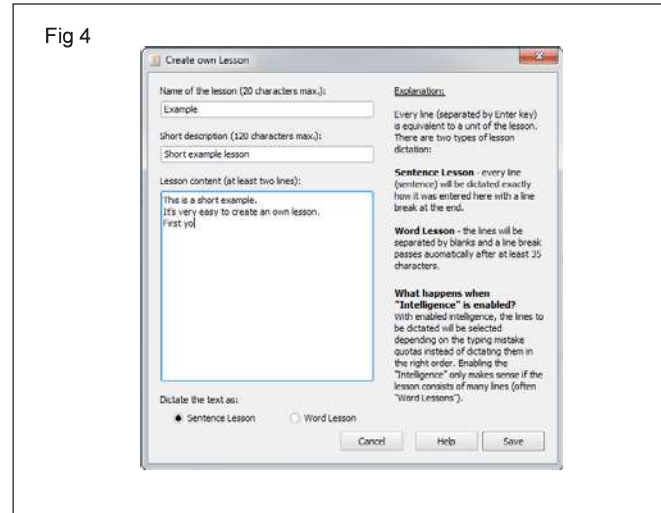 Fig 4
Create own Lesson
Name of the lesson (20 characters max.):
Example
Short description (120 characters max.):
Short example lesson
Lesson content (at least two lines):
This is a short example.
It's very easy to create an own lesson.
First yo
Dictate the text as:
Sentence Lesson
Word Lesson
Explanation:
Every line (separated by Enter key)
is equivalent to a unit of the lesson.
There are two types of lesson
dictation:
Sentence Lesson - every line
(sentence) will be dictated exactly
how it was entered here with a line
break at the end.
Word Lesson - the lines will be
separated by blanks and a line break
passes auomatically after at least 35
characters.
What happens when
"Intelligence" is enabled?
With enabled intelligence, the lines to
be dictated will be selected
depending on the typing mistake
quotas instead of dictating them in
the right order. Enabling the
"Intelligence" only makes sense if the
lesson consists of many lines (often
"Word Lessons").
Cancel
Help
Save